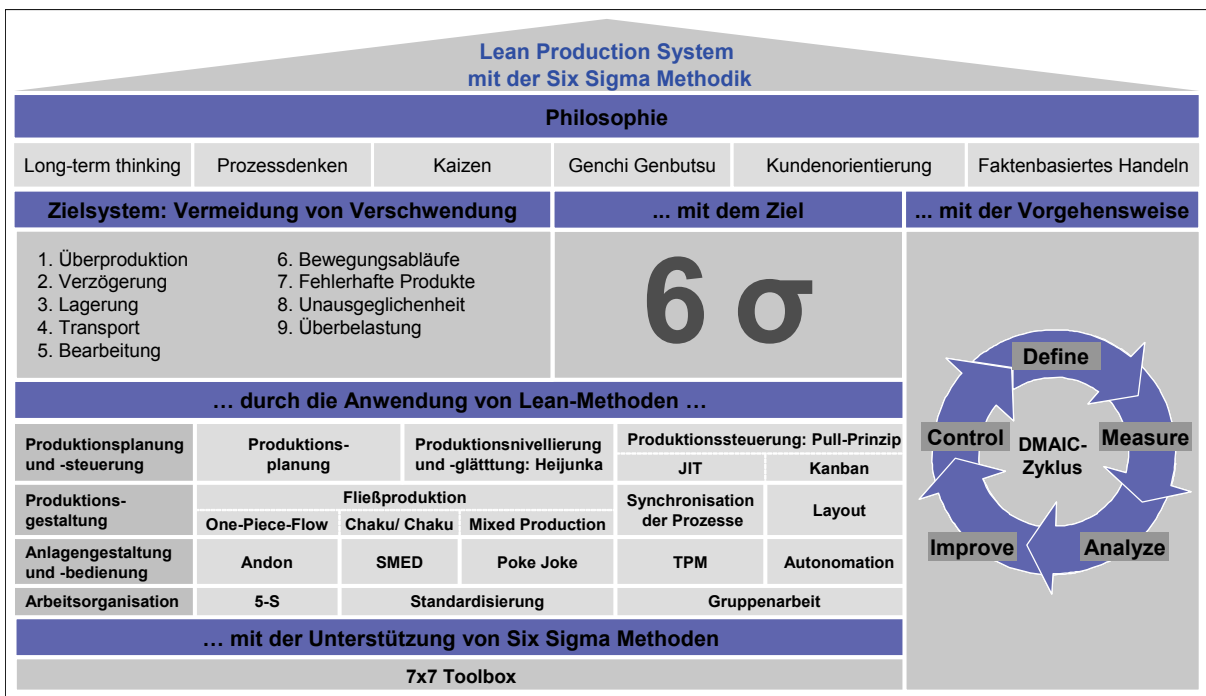 Lean Production System
mit der Six Sigma Methodik
Philosophie
Long-term thinking
Prozessdenken
Kaizen
Genchi Genbutsu
Kundenorientierung
Faktenbasiertes Handeln
Zielsystem: Vermeidung von Verschwendung
... mit dem Ziel
... mit der Vorgehensweise
1. Überproduktion
2. Verzögerung
3. Lagerung
4. Transport
5. Bearbeitung
6. Bewegungsabläufe
7. Fehlerhafte Produkte
8. Unausgeglichenheit
9. Überbelastung
6 σ
Define
Measure
Analyze
Improve
Control
DMAIC-
Zyklus
… durch die Anwendung von Lean-Methoden …
Produktionsplanung
und -steuerung
Produktions-
planung
Produktionsnivellierung
und -glätttung: Heijunka
Produktionssteuerung: Pull-Prinzip
JIT
Kanban
Produktions-
gestaltung
Fließproduktion
One-Piece-Flow
Chaku/ Chaku
Mixed Production
Synchronisation
der Prozesse
Layout
Anlagengestaltung
und -bedienung
Andon
SMED
Poke Joke
TPM
Autonomation
Arbeitsorganisation
5-S
Standardisierung
Gruppenarbeit
… mit der Unterstützung von Six Sigma Methoden
7x7 Toolbox